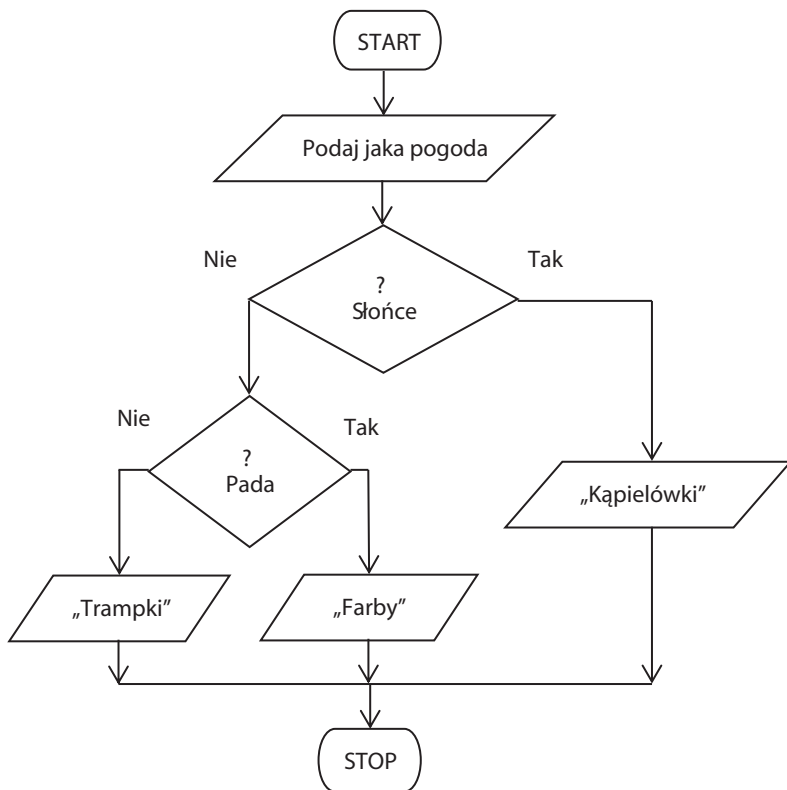 START
Podaj jaka pogoda
Nie
Tak
?
Słońce
Nie
Tak
?
Pada
„Kąpielówki”
„Trampki”
„Farby”
STOP